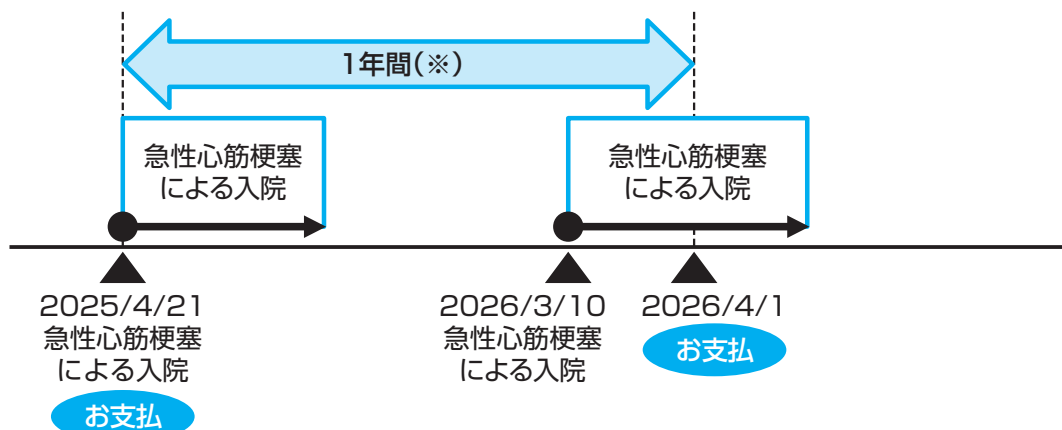 1年間(※)
急性心筋梗塞
による入院
急性心筋梗塞
による入院
2025/4/21
急性心筋梗塞
による入院
お支払
2026/3/10
急性心筋梗塞
による入院
2026/4/1
お支払